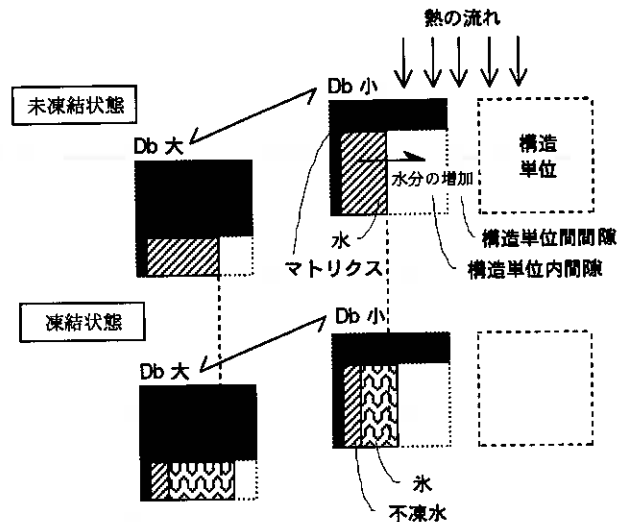 熱の流れ
未凍結状態
Db 小
Db 大
構造
単位
水分の増加
水
構造単位間間隙
マトリクス
構造単位内間隙
凍結状態
Db 小
Db 大
氷
不凍水